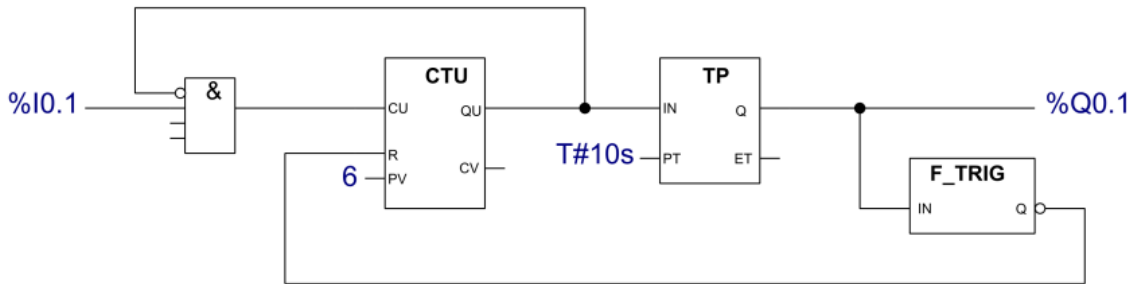 %I0.1
&
CTU
CU
QU
R
PV
CV
6
TP
IN
Q
PT
ET
T#10s
%Q0.1
F_TRIG
IN
Q